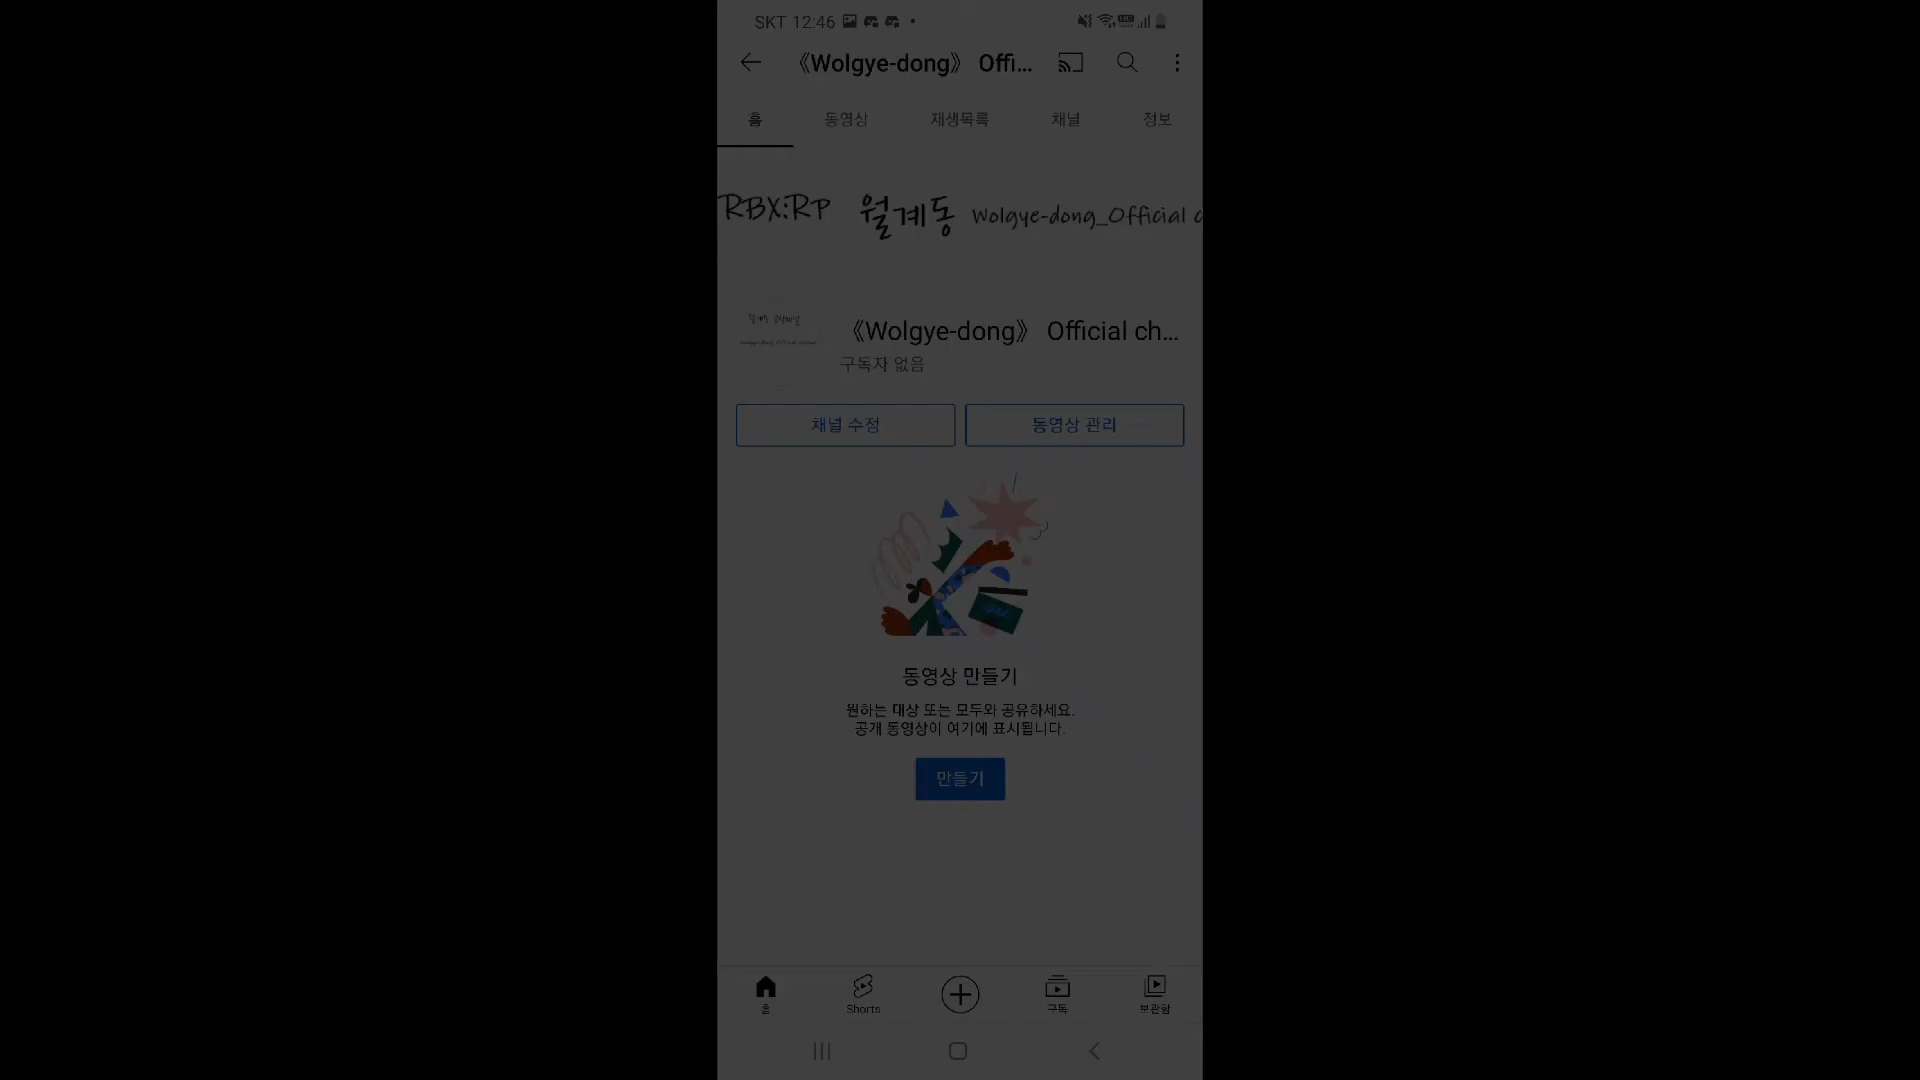 SKT 12:46
《Wolgye-dong》 Offi...
홈 동영상 재생목록 채널 정보
RBX:RP 월계동 Wolgye-dong_Official c
《Wolgye-dong》 Official ch...
구독자 없음
채널 수정 동영상 관리
동영상 만들기
원하는 대상 또는 모두와 공유하세요.
공개 동영상이 여기에 표시됩니다.
만들기
홈 Shorts 구독 보관함